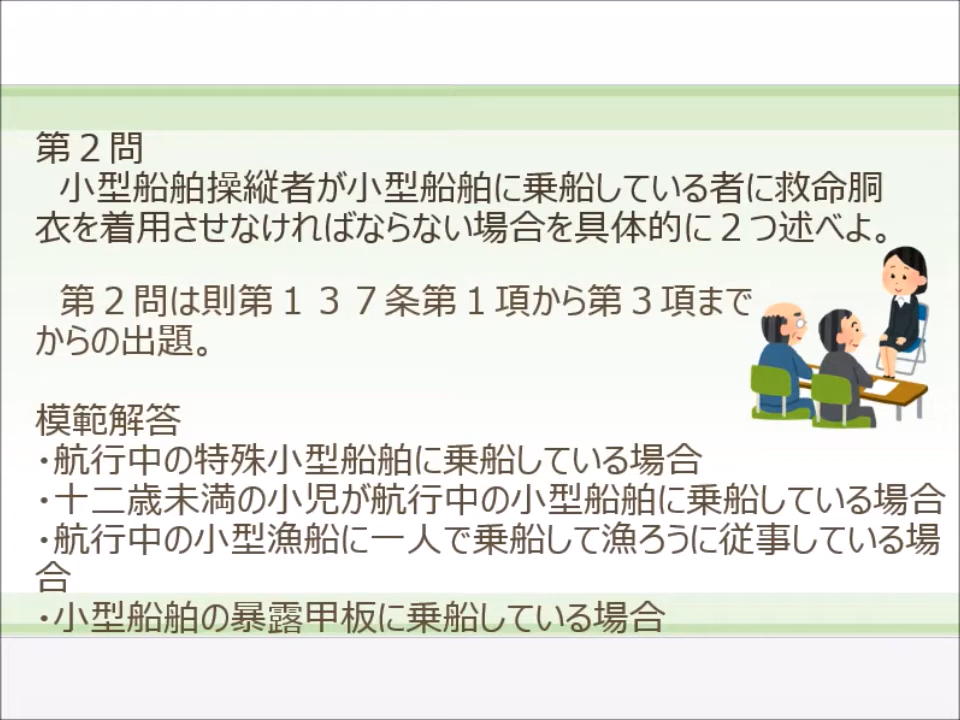 第２問
　小型船舶操縦者が小型船舶に乗船している者に救命胴
衣を着用させなければならない場合を具体的に２つ述べよ。
　第２問は則第１３７条第１項から第３項まで
からの出題。
模範解答
・航行中の特殊小型船舶に乗船している場合
・十二歳未満の小児が航行中の小型船舶に乗船している場合
・航行中の小型漁船に一人で乗船して漁ろうに従事している場
合
・小型船舶の暴露甲板に乗船している場合